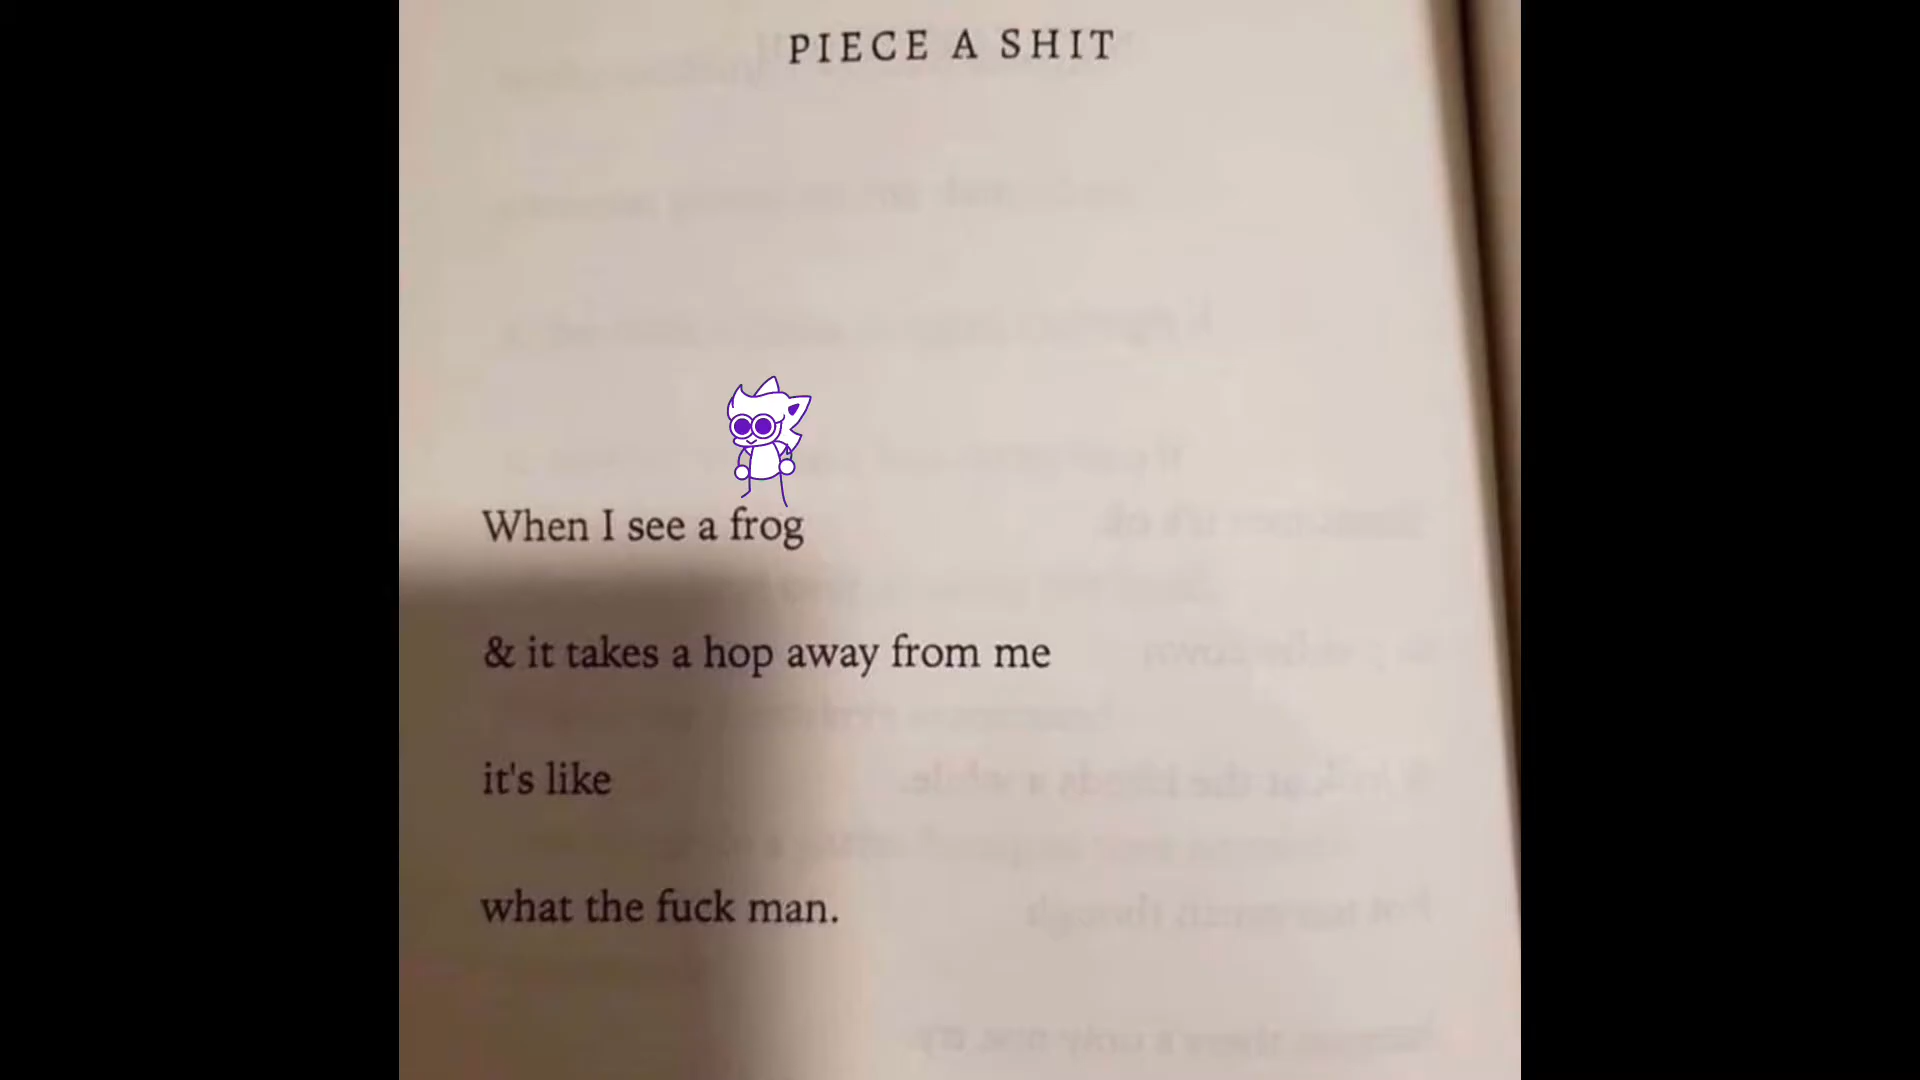 PIECE A SHIT
When I see a frog
& it takes a hop away from me
it's like
what the fuck man.